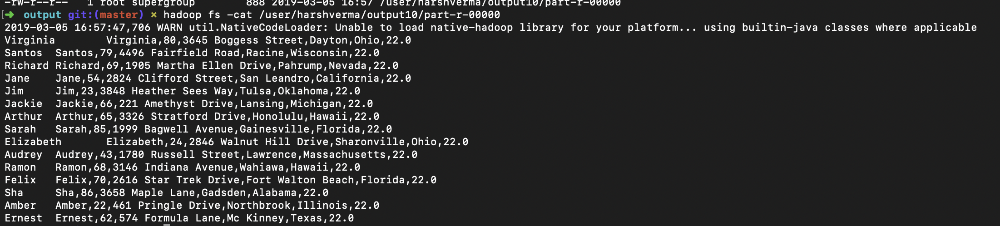 -rw-r--r--   1 root supergroup        888 2019-03-05 16:57 /user/harshverma/output10/part-r-00000
[➜  output git:(master) ✗ hadoop fs -cat /user/harshverma/output10/part-r-00000
2019-03-05 16:57:47,706 WARN util.NativeCodeLoader: Unable to load native-hadoop library for your platform... using builtin-java classes where applicable
Virginia        Virginia,80,3645 Boggess Street,Dayton,Ohio,22.0
Santos  Santos,79,4496 Fairfield Road,Racine,Wisconsin,22.0
Richard Richard,69,1905 Martha Ellen Drive,Pahrump,Nevada,22.0
Jane    Jane,54,2824 Clifford Street,San Leandro,California,22.0
Jim     Jim,23,3848 Heather Sees Way,Tulsa,Oklahoma,22.0
Jackie  Jackie,66,221 Amethyst Drive,Lansing,Michigan,22.0
Arthur  Arthur,65,3326 Stratford Drive,Honolulu,Hawaii,22.0
Sarah   Sarah,85,1999 Bagwell Avenue,Gainesville,Florida,22.0
Elizabeth       Elizabeth,24,2846 Walnut Hill Drive,Sharonville,Ohio,22.0
Audrey  Audrey,43,1780 Russell Street,Lawrence,Massachusetts,22.0
Ramon   Ramon,68,3146 Indiana Avenue,Wahiawa,Hawaii,22.0
Felix   Felix,70,2616 Star Trek Drive,Fort Walton Beach,Florida,22.0
Sha     Sha,86,3658 Maple Lane,Gadsden,Alabama,22.0
Amber   Amber,22,461 Pringle Drive,Northbrook,Illinois,22.0
Ernest  Ernest,62,574 Formula Lane,Mc Kinney,Texas,22.0